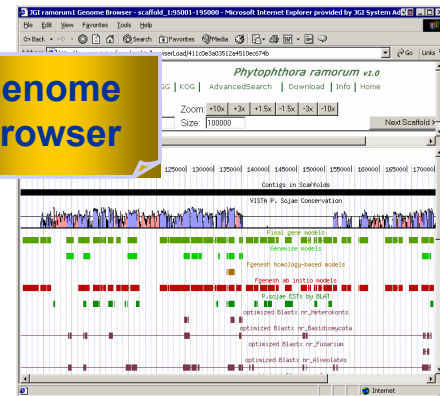 JGI ramorum1 Genome Browser - scaffold_1:95001-195000 - Microsoft Internet Explorer provided by JGI System Ad
File Edit View Favorites Tools Help
Back Search Favorites Media
rowserLoad/411c0e3a03512a4510ec674b Go Links
Phytophthora ramorum v1.0
GG | KOG | AdvancedSearch | Download | Info | Home
Zoom: +10x +3x +1.5x -1.5x -3x -10x
Size: 100000 Next Scaffold >
enome
rowser
125000| 130000 135000| 140000| 145000| 150000| 155000| 160000| 165000| 170000|
Contigs in Scaffolds
VISTA P. Sojae Conservation
Final gene models
Genewise models
Fgenesh homology-based models
Fgenesh ab initio models
P.sojae ESTs by BLAT
optimized Blastx nr_Heterokonts
optimized Blastx nr_Basidiomycota
optimized Blastx nr_Fusarium
optimized Blastx nr_Alveolates
Internet